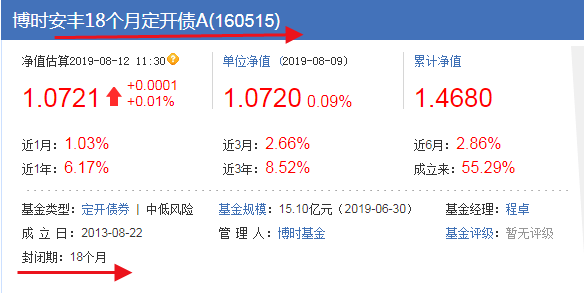 博时安丰18个月定开债A(160515)
净值估算2019-08-12 11:30 单位净值 (2019-08-09) 累计净值
1.0721 +0.0001 +0.01% 1.0720 0.09% 1.4680
近1月：1.03% 近3月：2.66% 近6月：2.86%
近1年：6.17% 近3年：8.52% 成立来：55.29%
基金类型：定开债券 | 中低风险 基金规模：15.10亿元（2019-06-30） 基金经理：程卓
成 立 日：2013-08-22 管 理 人：博时基金 基金评级：暂无评级
封闭期：18个月